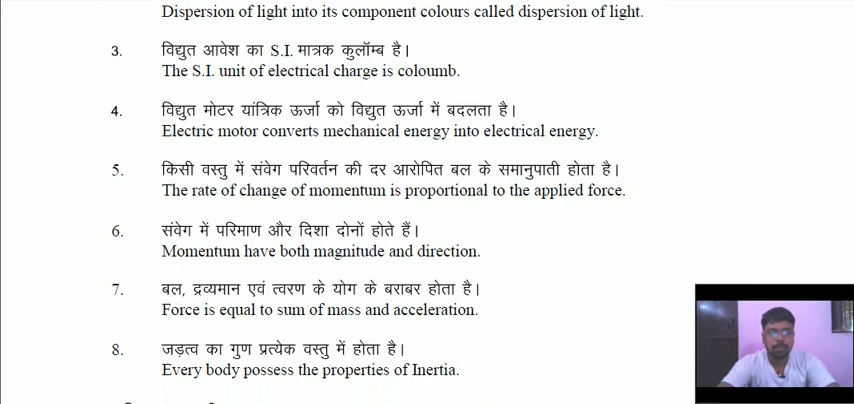 Dispersion of light into its component colours called dispersion of light.
3. विद्युत आवेश का S.I. मात्रक कुलॉम्ब है।
The S.I. unit of electrical charge is coloumb.
4. विद्युत मोटर यांत्रिक ऊर्जा को विद्युत ऊर्जा में बदलता है।
Electric motor converts mechanical energy into electrical energy.
5. किसी वस्तु में संवेग परिवर्तन की दर आरोपित बल के समानुपाती होता है।
The rate of change of momentum is proportional to the applied force.
6. संवेग में परिमाण और दिशा दोनों होते हैं।
Momentum have both magnitude and direction.
7. बल, द्रव्यमान एवं त्वरण के योग के बराबर होता है।
Force is equal to sum of mass and acceleration.
8. जड़त्व का गुण प्रत्येक वस्तु में होता है।
Every body possess the properties of Inertia.